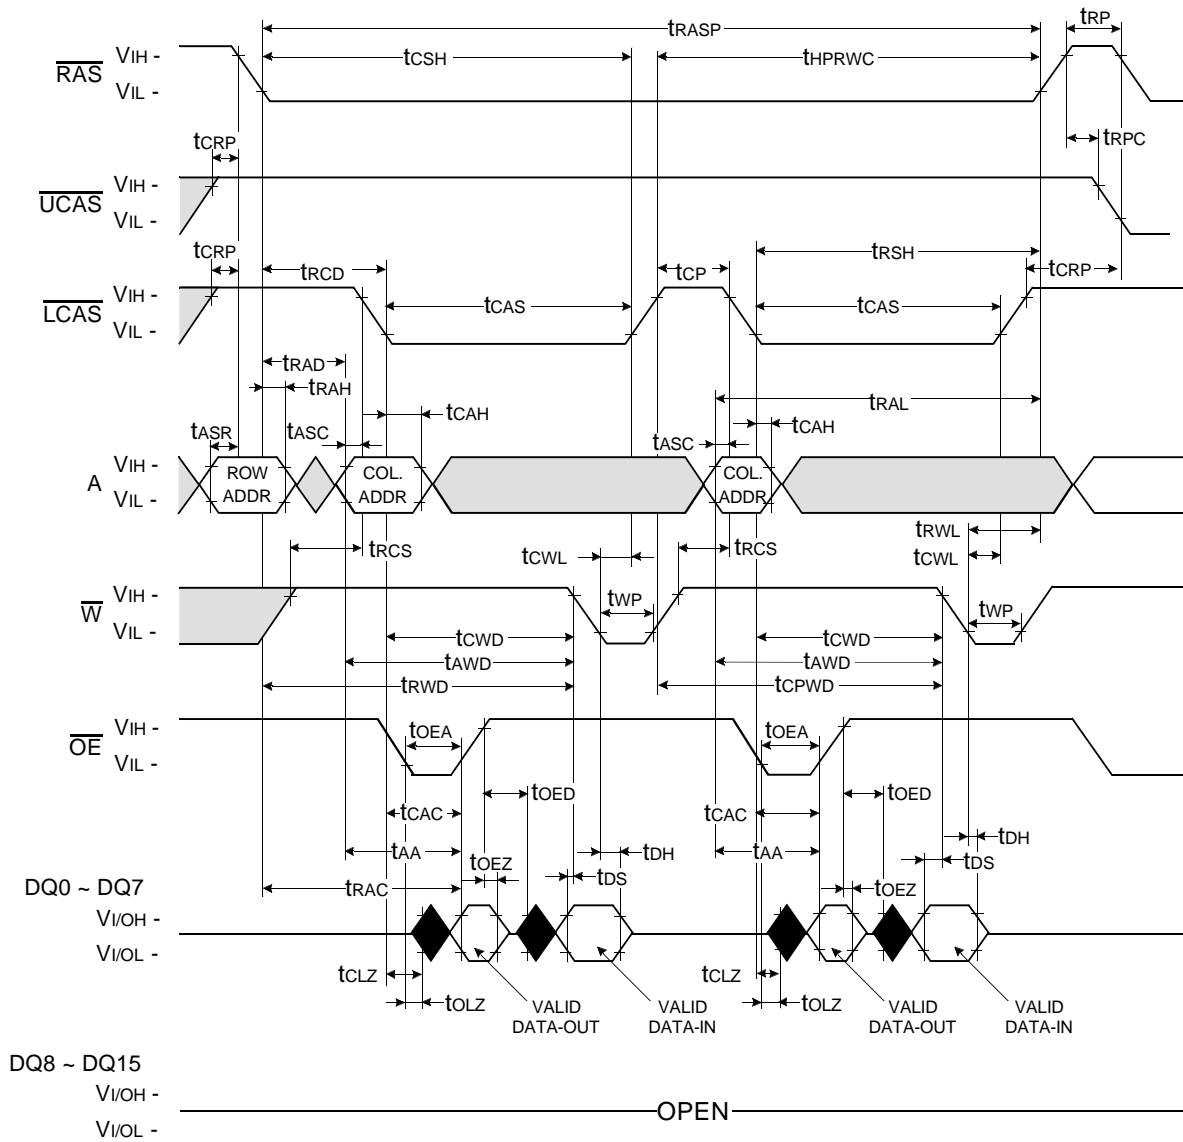 tRASP
tRP
tCSH
tHPRWC
RAS
VIH -
VIL -
tCRP
tRPC
UCAS
VIH -
VIL -
tCRP
tRCD
tCP
tRSH
tCRP
LCAS
VIH -
VIL -
tCAS
tCAS
tRAD
tRAH
tCAH
tRAL
tASR
tASC
tASC
tCAH
A
VIH -
VIL -
ROW
ADDR
COL.
ADDR
COL.
ADDR
tRWL
tRCS
tCWL
tRCS
tCWL
W
VIH -
VIL -
tWP
tWP
tCWD
tCWD
tAWD
tAWD
tRWD
tCPWD
OE
VIH -
VIL -
tOEA
tOEA
tOED
tOED
tCAC
tCAC
tAA
tOEZ
tDH
tAA
tDH
tRAC
tDS
tOEZ
tDS
DQ0 ~ DQ7
VI/OH -
VI/OL -
tCLZ
tOLZ
VALID
DATA-OUT
VALID
DATA-IN
tCLZ
tOLZ
VALID
DATA-OUT
VALID
DATA-IN
DQ8 ~ DQ15
VI/OH -
VI/OL -
OPEN